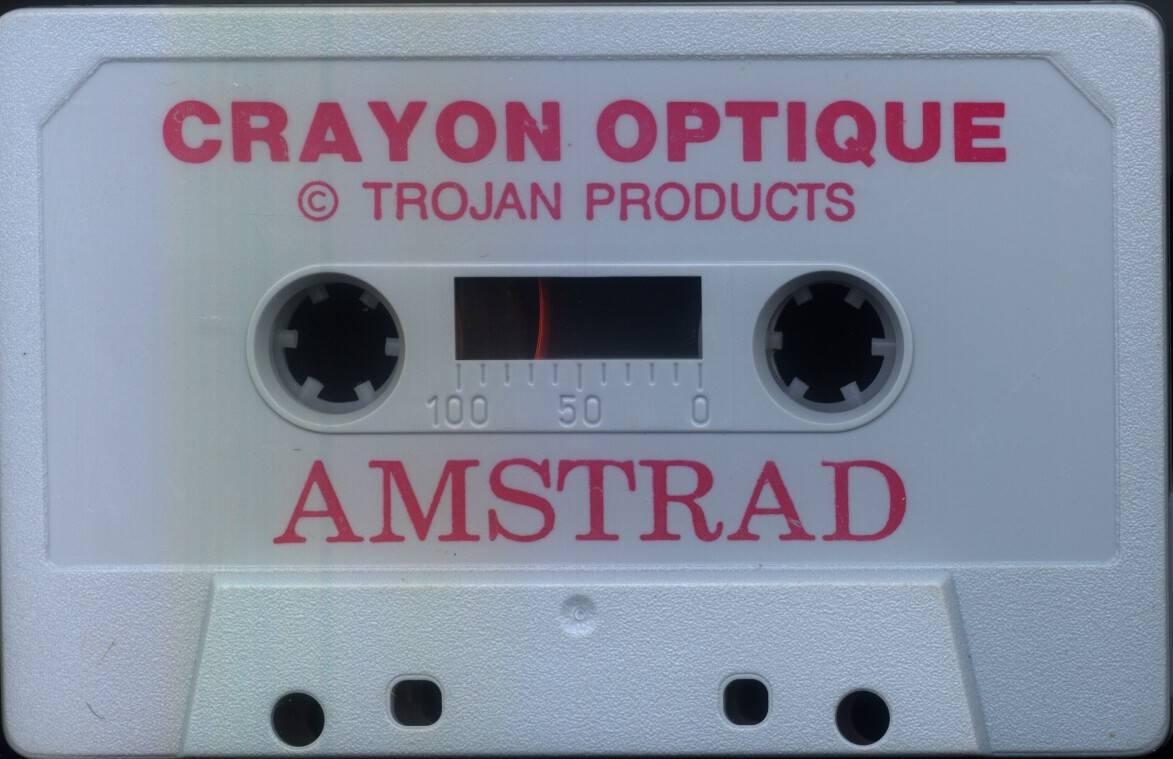 CRAYON OPTIQUE
© TROJAN PRODUCTS
100 50 0
AMSTRAD